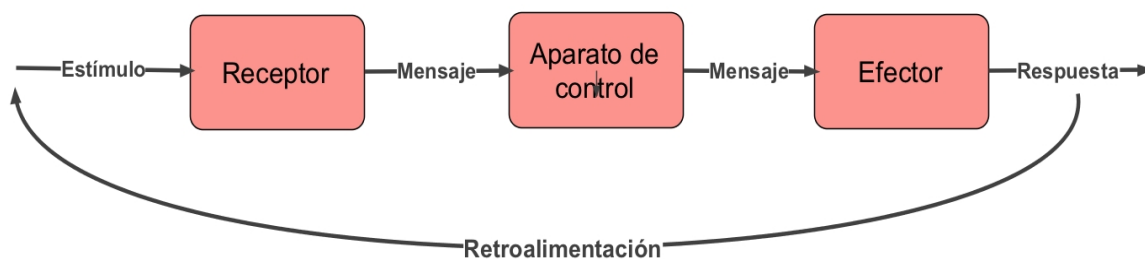 Estímulo
Receptor
Mensaje
Aparato de
control
Mensaje
Efector
Respuesta
Retroalimentación